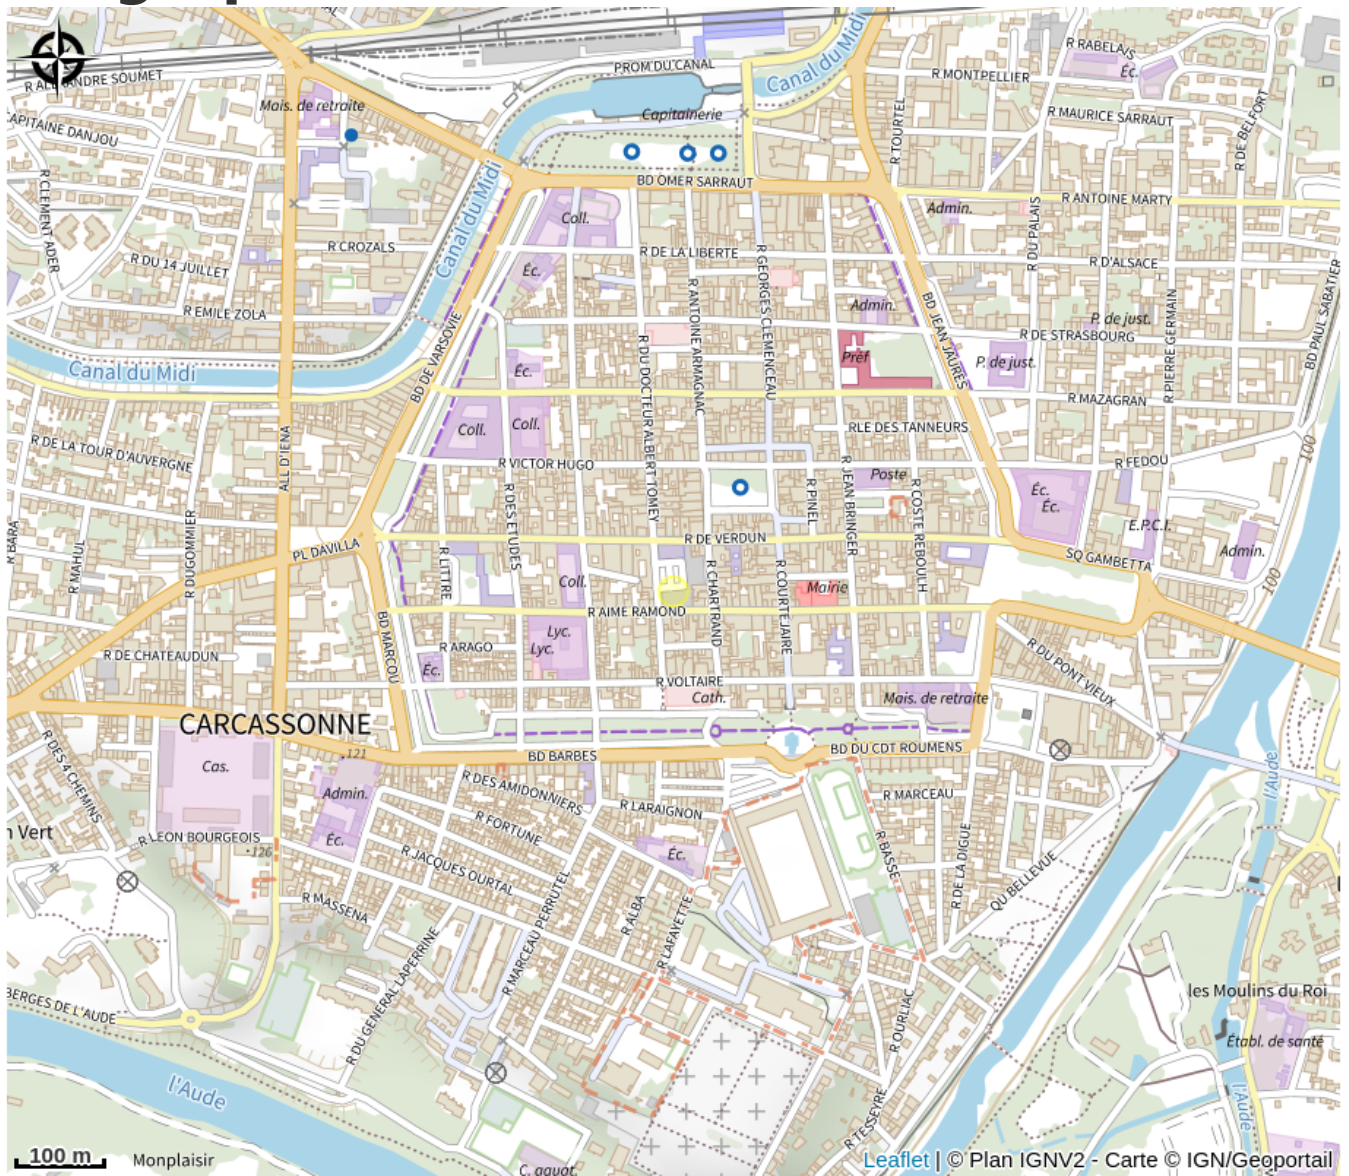 PROM DU CANAL
Canal du Midi
R RABELAIS
Éc.
R MONTPELLIER
Mais. de retraite
Capitainerie
R MAURICE SARRAUT
R TOURTEL
R DE BELFORT
CAPITAINE DANJOU
R CLEMENT ADER
Canal du Midi
BD OMER SARRAUT
R ANTOINE MARTY
Admin.
Coll.
R DU PALAIS
R CROZALS
R DE LA LIBERTE
R GEORGES CLEMENCEAU
R DU 14 JUILLET
Éc.
R D'ALSACE
R ANTOINE ARMAGNAC
Admin.
BD JEAN JAURES
R EMILE ZOLA
BD DE VARSOVIE
R DU DOCTEUR ALBERT TOMEY
P. de just.
R DE STRASBOURG
R PIERRE GERMAIN
BD PAUL SABATIER
Préf
P. de just.
Canal du Midi
Éc.
R MAZAGRAN
Coll.
Coll.
RLE DES TANNEURS
R DE LA TOUR D'AUVERGNE
ALL D'IENA
R VICTOR HUGO
R FEDOU
100
Poste
R DES ETUDES
R PINEL
R JEAN BRINGER
R COSTE REBOULH
Éc.
Éc.
E.P.C.I.
R BARA
R MAHUL
R DUGOMMIER
PL DAVILLA
R DE VERDUN
SQ GAMBETTA
Admin.
R LITTRE
Coll.
R CHARTRAND
R COURTEJAIRE
Mairie
100
R AIME RAMOND
BD MARCOU
Lyc.
Lyc.
R ARAGO
R DE CHATEAUDUN
Éc.
R DU PONT VIEUX
R VOLTAIRE
Cath.
Mais. de retraite
CARCASSONNE
R DES 4 CHEMINS
121
BD BARBES
BD DU CDT ROUMENS
l'Aude
Cas.
Admin.
R DES AMIDONNIERS
R LARAIGNON
R MARCEAU
R FORTUNE
n Vert
R LEON BOURGEOIS
Éc.
126
R JACQUES OURTAL
Éc.
R BASSE
R DE LA DIGUE
QU BELLEVUE
R MASSENA
R ALBA
R LAFAYETTE
R MARCEAU PERRUTEL
R DU GENERAL LAPERRINE
BERGES DE L'AUDE
les Moulins du Roi
R OURLIAC
Établ. de santé
l'Aude
l'Aude
R TESSEYRE
100 m
Monplaisir
Leaflet | © Plan IGNV2 - Carte © IGN/Geoportail